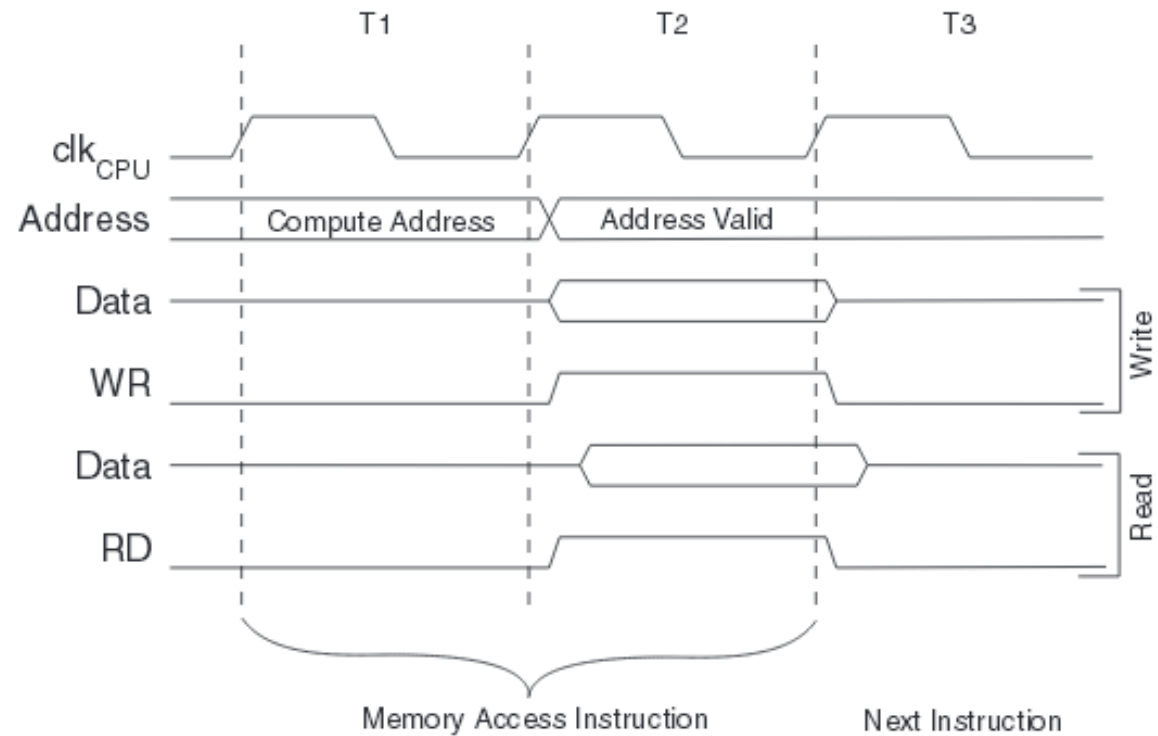 T1 T2 T3
clkCPU
Address Compute Address Address Valid
Data
WR
Write
Data
RD
Read
Memory Access Instruction Next Instruction